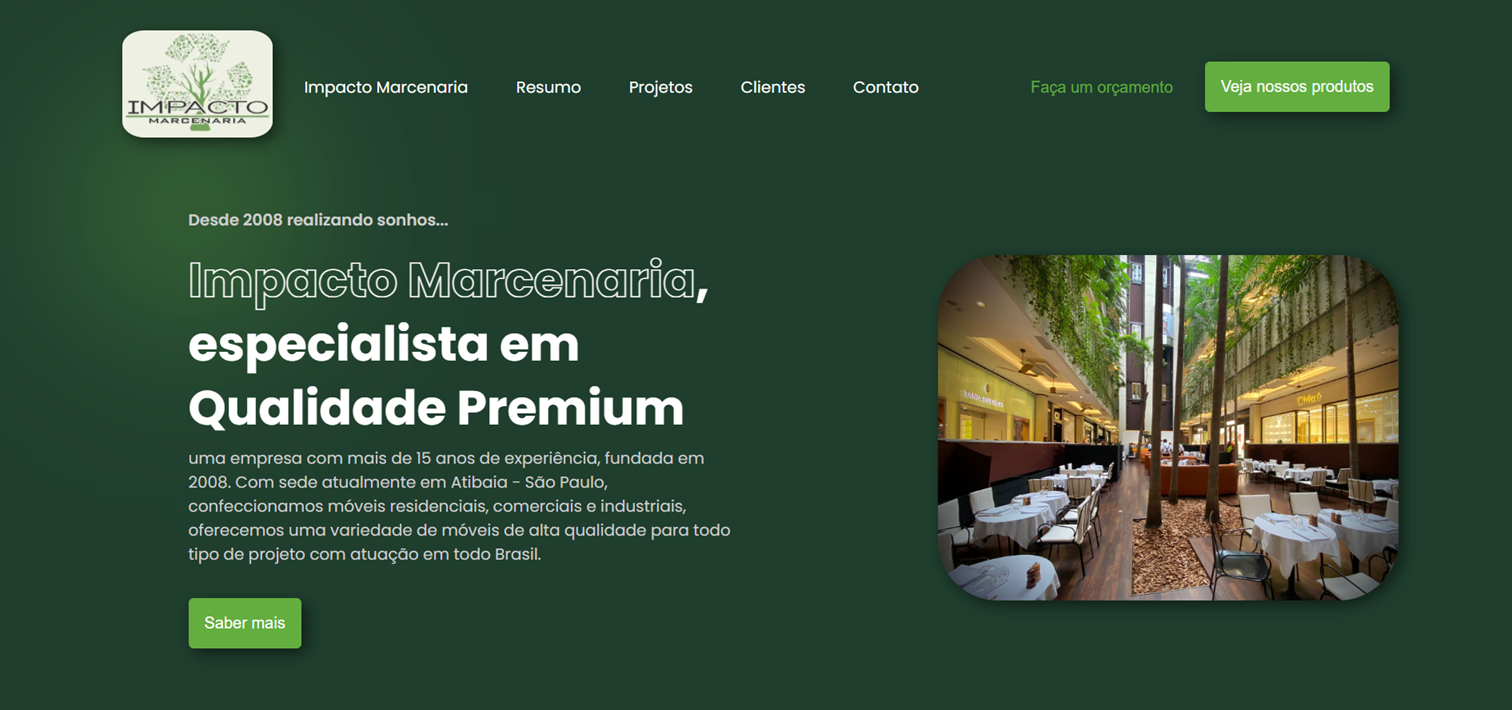 IMPACTO
MARCENARIA
Impacto Marcenaria
Resumo
Projetos
Clientes
Contato
Faça um orçamento
Veja nossos produtos
Desde 2008 realizando sonhos...
Impacto Marcenaria,
especialista em
Qualidade Premium
uma empresa com mais de 15 anos de experiência, fundada em
2008. Com sede atualmente em Atibaia - São Paulo,
confeccionamos móveis residenciais, comerciais e industriais,
oferecemos uma variedade de móveis de alta qualidade para todo
tipo de projeto com atuação em todo Brasil.
Saber mais